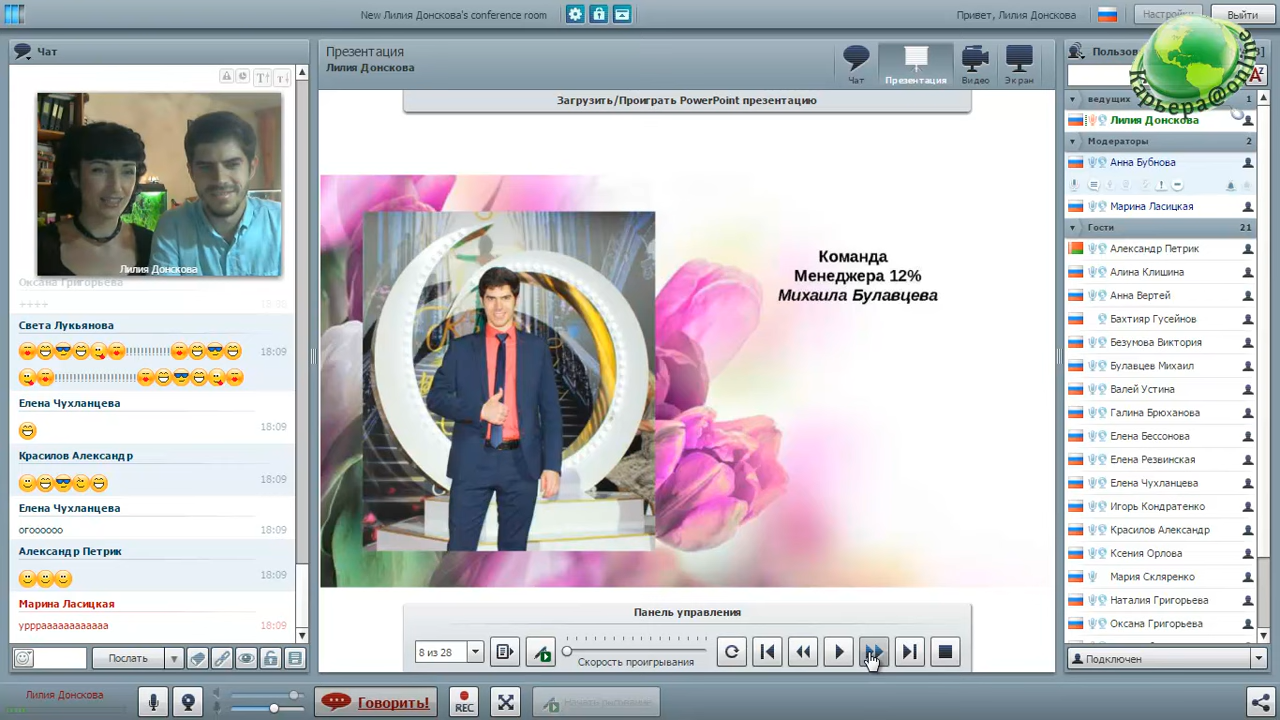 New Лилия Донскова's conference room
Привет, Лилия Донскова
Настройки
Выйти
карьера@online
Чат
Лилия Донскова
Оксана Григорьева
++++
Света Лукьянова
!!!!!!!!!!!!
18:09
!!!!!!!!!!!!!!!!!!!!!!
18:09
Елена Чухланцева
18:09
Красилов Александр
18:09
Елена Чухланцева
огоооооо
18:09
Александр Петрик
18:09
Марина Ласицкая
18:09
Послать
Презентация
Лилия Донскова
Чат
Презентация
Видео
Экран
Загрузить/Проиграть PowerPoint презентацию
Команда
Менеджера 12%
Михаила Булавцева
Панель управления
8 из 28
Скорость проигрывания
ведущих
1
Лилия Донскова
Модераторы
2
Анна Бубнова
Марина Ласицкая
Гости
21
Александр Петрик
Алина Клишина
Анна Вертей
Бахтияр Гусейнов
Безумова Виктория
Булавцев Михаил
Валей Устина
Галина Брюханова
Елена Бессонова
Елена Резвинская
Елена Чухланцева
Игорь Кондратенко
Красилов Александр
Ксения Орлова
Мария Скляренко
Наталия Григорьева
Оксана Григорьева
Подключен
Лилия Донскова
Говорить!
REC